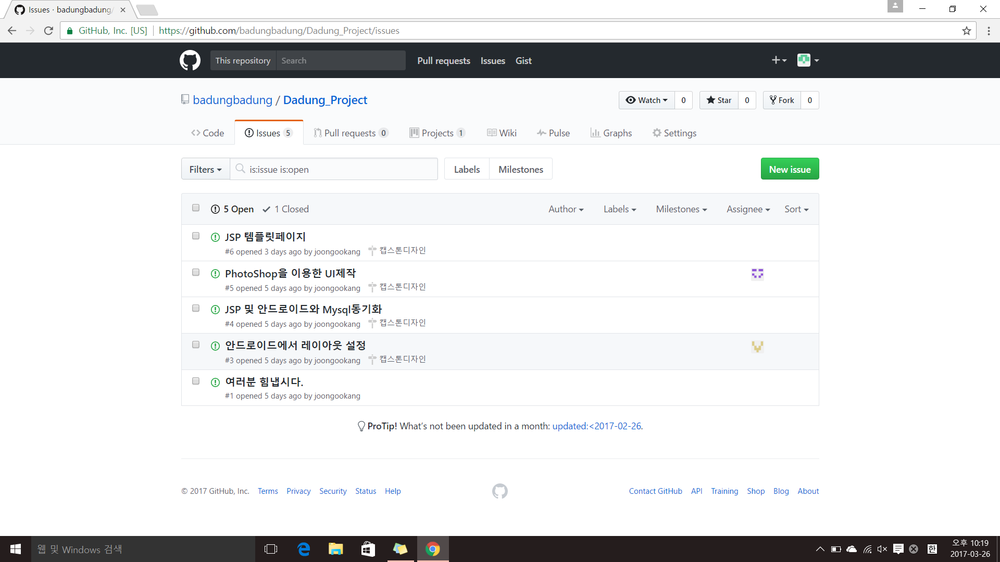 Issues · badungbadung/
GitHub, Inc. [US] https://github.com/badungbadung/Dadung_Project/issues
This repository Search Pull requests Issues Gist
badungbadung / Dadung_Project Watch 0 Star 0 Fork 0
Code Issues 5 Pull requests 0 Projects 1 Wiki Pulse Graphs Settings
Filters is:issue is:open Labels Milestones New issue
5 Open 1 Closed Author Labels Milestones Assignee Sort
JSP 템플릿페이지
#6 opened 3 days ago by joongookang 캡스톤디자인
PhotoShop을 이용한 UI제작
#5 opened 5 days ago by joongookang 캡스톤디자인
JSP 및 안드로이드와 Mysql동기화
#4 opened 5 days ago by joongookang 캡스톤디자인
안드로이드에서 레이아웃 설정
#3 opened 5 days ago by joongookang 캡스톤디자인
여러분 힘냅시다.
#1 opened 5 days ago by joongookang
ProTip! What's not been updated in a month: updated:<2017-02-26.
© 2017 GitHub, Inc. Terms Privacy Security Status Help Contact GitHub API Training Shop Blog About
웹 및 Windows 검색
한
오후 10:19
2017-03-26